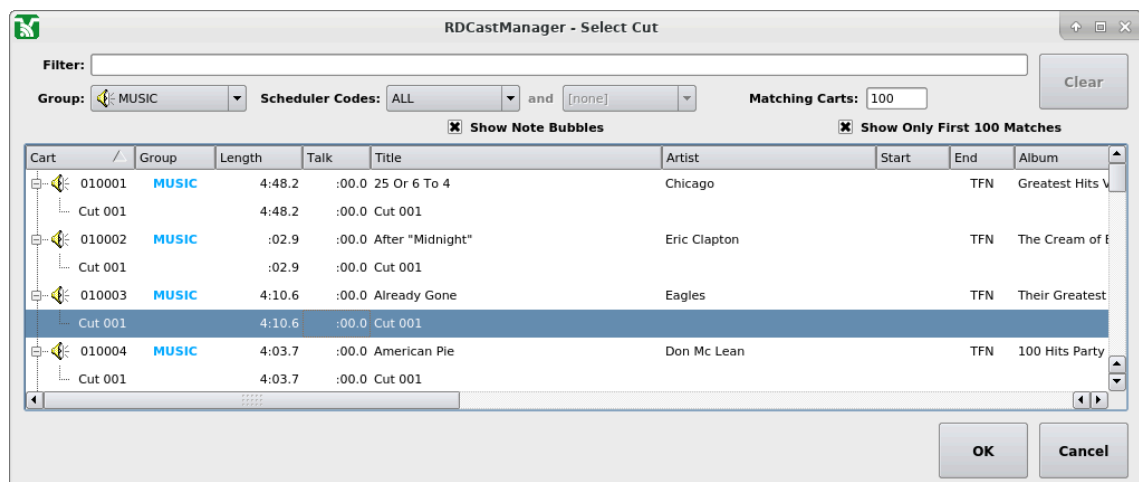 RDCastManager - Select Cut
Filter:
Clear
Group: MUSIC Scheduler Codes: ALL and [none] Matching Carts: 100
Show Note Bubbles Show Only First 100 Matches
Cart Group Length Talk Title Artist Start End Album
010001 MUSIC 4:48.2 :00.0 25 Or 6 To 4 Chicago TFN Greatest Hits V
Cut 001 4:48.2 :00.0 Cut 001
010002 MUSIC :02.9 :00.0 After "Midnight" Eric Clapton TFN The Cream of E
Cut 001 :02.9 :00.0 Cut 001
010003 MUSIC 4:10.6 :00.0 Already Gone Eagles TFN Their Greatest
Cut 001 4:10.6 :00.0 Cut 001
010004 MUSIC 4:03.7 :00.0 American Pie Don Mc Lean TFN 100 Hits Party
Cut 001 4:03.7 :00.0 Cut 001
OK Cancel